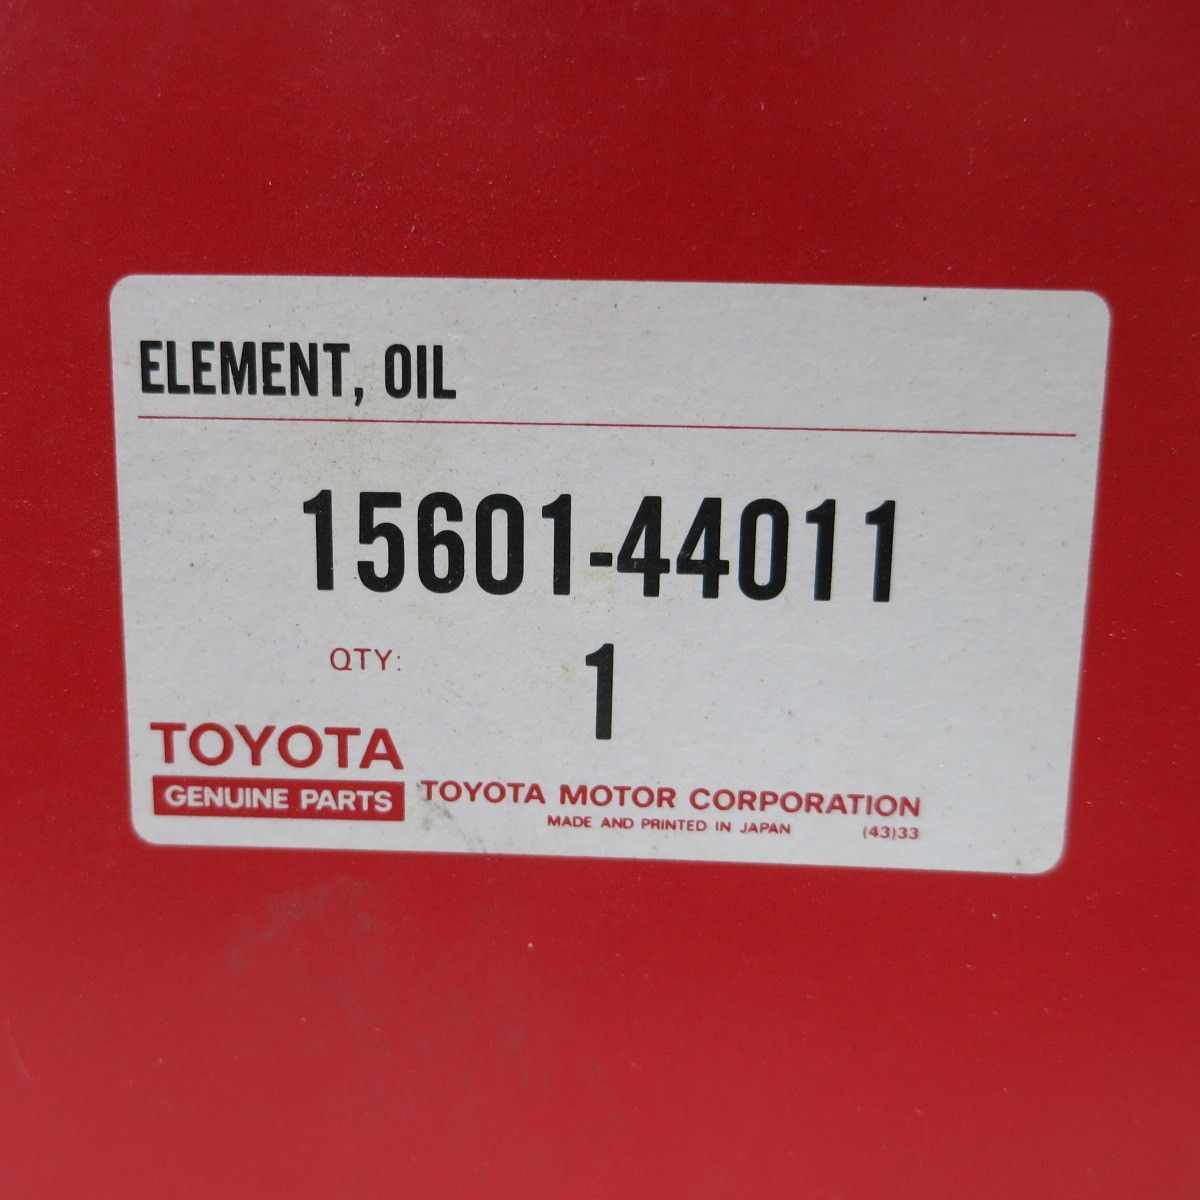 ELEMENT, OIL
15601-44011
QTY: 1
TOYOTA
GENUINE PARTS
TOYOTA MOTOR CORPORATION
MADE AND PRINTED IN JAPAN (43)33